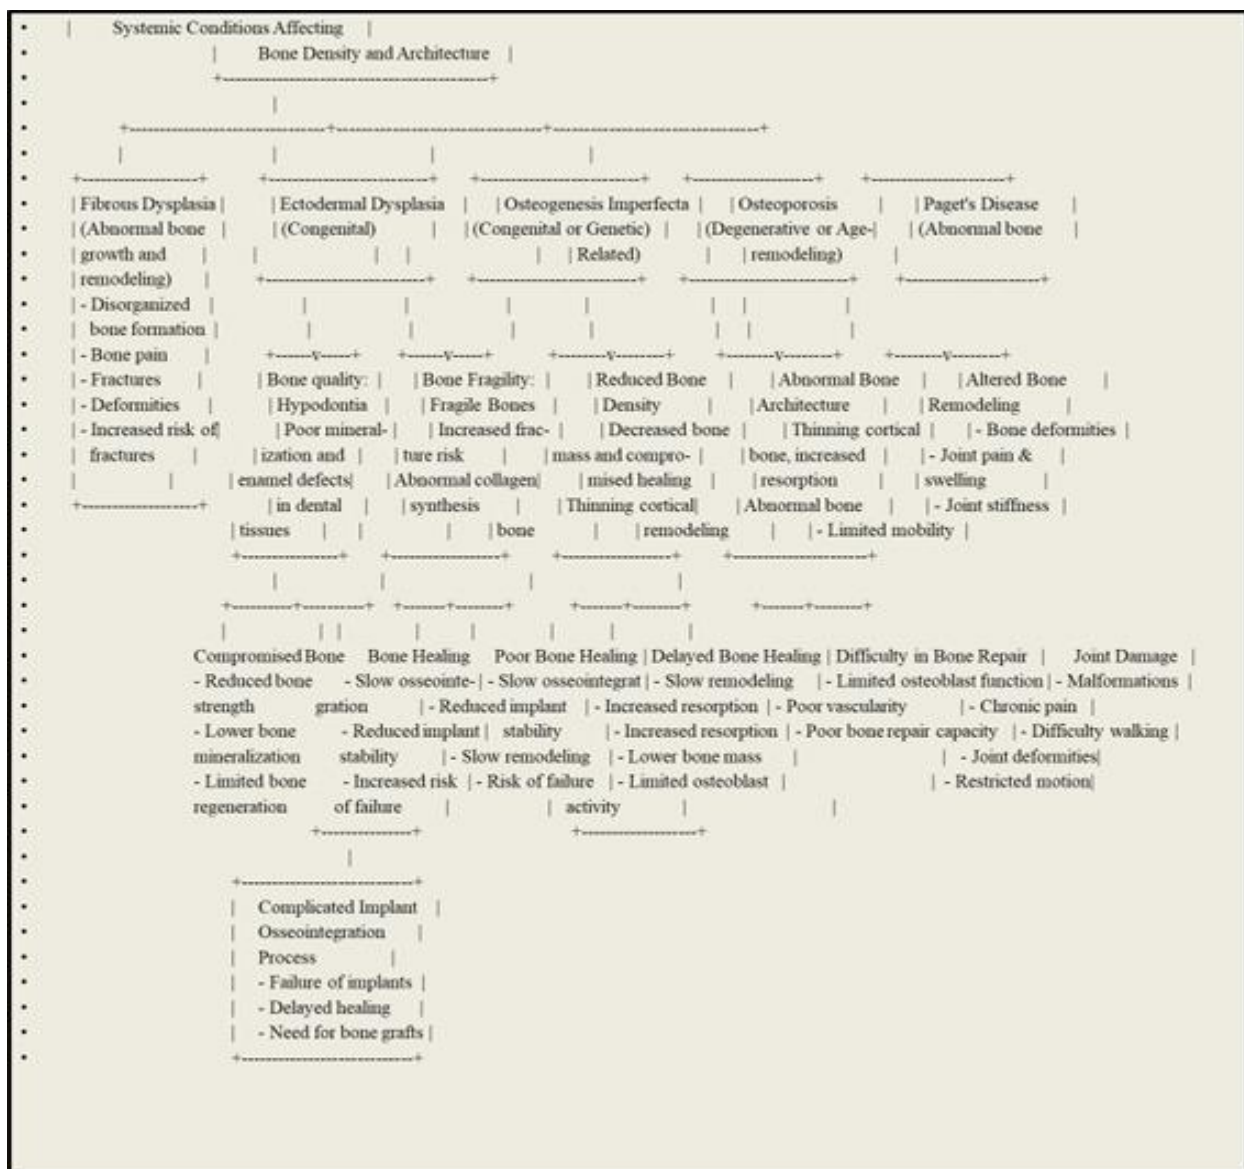 • | Systemic Conditions Affecting |
• | Bone Density and Architecture |
• +--------------------------------------------+
• |
• +---------------------------------+----------------------------------+----------------------------------+
• | | | |
• +-------------------+ +---------------------------+ +---------------------------+ +---------------------+ +----------------------+
• | Fibrous Dysplasia | | Ectodermal Dysplasia | | Osteogenesis Imperfecta | | Osteoporosis | | Paget's Disease |
• | (Abnormal bone | | (Congenital) | | (Congenital or Genetic) | | (Degenerative or Age-| | (Abnormal bone |
• | growth and | | | | | | Related) | | remodeling) |
• | remodeling) | +---------------------------+ +---------------------------+ +---------------------------+ +----------------------+
• | - Disorganized | | | | | | | |
• | bone formation | | | | | | | |
• | - Bone pain | +------v-----+ +-----v-----+ +--------v--------+ +--------v--------+ +--------v--------+
• | - Fractures | | Bone quality: | | Bone Fragility: | | Reduced Bone | | Abnormal Bone | | Altered Bone |
• | - Deformities | | Hypodontia | | Fragile Bones | | Density | | Architecture | | Remodeling |
• | - Increased risk of| | Poor mineral- | | Increased frac- | | Decreased bone | | Thinning cortical | | - Bone deformities |
• | fractures | | ization and | | ture risk | | mass and compro- | | bone, increased | | - Joint pain & |
• | | | enamel defects| | Abnormal collagen| | mised healing | | resorption | | swelling |
• +-------------------+ | in dental | | synthesis | | Thinning cortical| | Abnormal bone | | - Joint stiffness |
• | tissues | | | | bone | | remodeling | | - Limited mobility |
• +----------------+ +------------------+ +------------------+ +----------------------+
• | | | |
• +----------+----------+ +-------+-------+ +-------+--------+ +-------+-------+
• | | | | | | | |
• Compromised Bone Bone Healing Poor Bone Healing | Delayed Bone Healing | Difficulty in Bone Repair | Joint Damage |
• - Reduced bone - Slow osseointe- | - Slow osseointegrat | - Slow remodeling | - Limited osteoblast function | - Malformations |
• strength gration | - Reduced implant | - Increased resorption | - Poor vascularity | - Chronic pain |
• - Lower bone - Reduced implant | stability | - Increased resorption | - Poor bone repair capacity | - Difficulty walking |
• mineralization stability | - Slow remodeling | - Lower bone mass | | - Joint deformities|
• - Limited bone - Increased risk | - Risk of failure | - Limited osteoblast | | - Restricted motion|
• regeneration of failure | | activity | |
• +---------------+ +-------------------+
• |
• +----------------------------+
• | Complicated Implant |
• | Osseointegration |
• | Process |
• | - Failure of implants |
• | - Delayed healing |
• | - Need for bone grafts |
• +----------------------------+